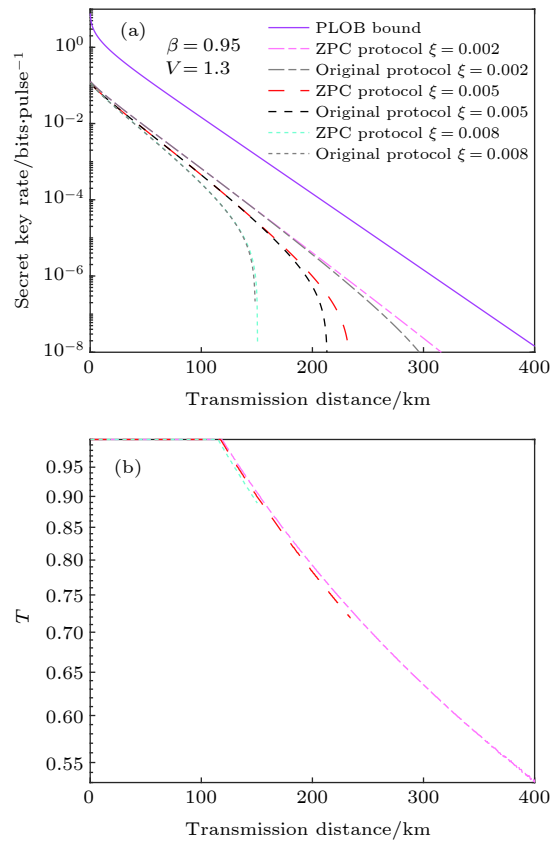 (a)
β = 0.95
V = 1.3
PLOB bound
ZPC protocol ξ = 0.002
Original protocol ξ = 0.002
ZPC protocol ξ = 0.005
Original protocol ξ = 0.005
ZPC protocol ξ = 0.008
Original protocol ξ = 0.008
Secret key rate/bits·pulse⁻¹
10⁰
10⁻²
10⁻⁴
10⁻⁶
10⁻⁸
0 100 200 300 400
Transmission distance/km
(b)
T
0.95
0.90
0.85
0.80
0.75
0.70
0.65
0.60
0.55
0 100 200 300 400
Transmission distance/km